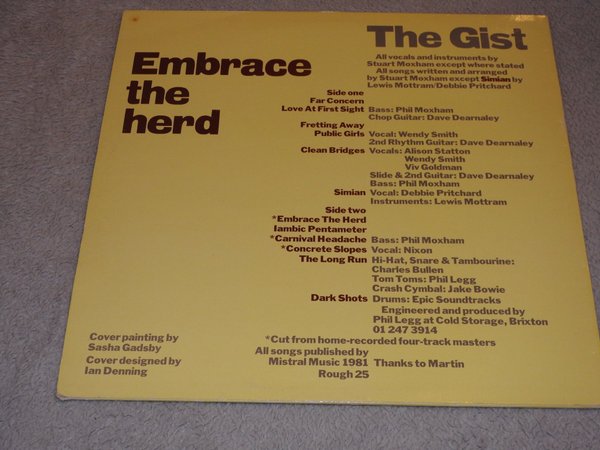 The Gist
Embrace
the
herd
All vocals and instruments by
Stuart Moxham except where stated
All songs written and arranged
by Stuart Moxham except Simian by
Lewis Mottram/Debbie Pritchard
Side one
Far Concern
Love At First Sight Bass: Phil Moxham
Chop Guitar: Dave Dearnaley
Fretting Away
Public Girls Vocal: Wendy Smith
2nd Rhythm Guitar: Dave Dearnaley
Clean Bridges Vocals: Alison Statton
Wendy Smith
Viv Goldman
Slide & 2nd Guitar: Dave Dearnaley
Bass: Phil Moxham
Simian Vocal: Debbie Pritchard
Instruments: Lewis Mottram
Side two
*Embrace The Herd
Iambic Pentameter
*Carnival Headache Bass: Phil Moxham
*Concrete Slopes Vocal: Nixon
The Long Run Hi-Hat, Snare & Tambourine:
Charles Bullen
Tom Toms: Phil Legg
Crash Cymbal: Jake Bowie
Dark Shots Drums: Epic Soundtracks
Engineered and produced by
Phil Legg at Cold Storage, Brixton
01 247 3914
*Cut from home-recorded four-track masters
All songs published by
Mistral Music 1981 Thanks to Martin
Rough 25
Cover painting by
Sasha Gadsby
Cover designed by
Ian Denning